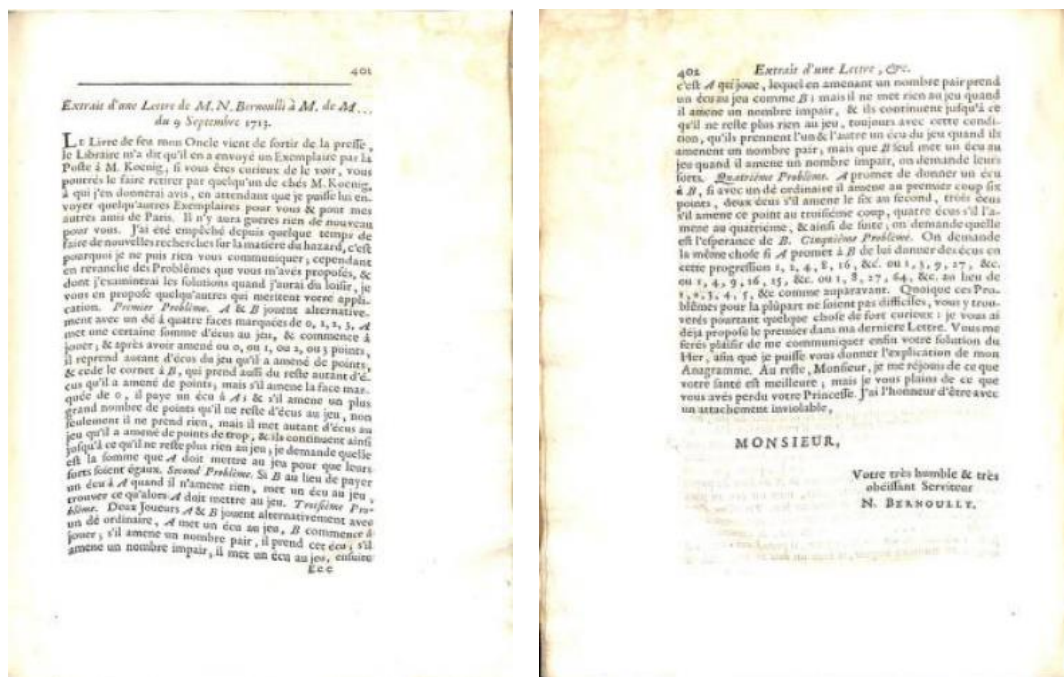 401
Extrait d'une Lettre de M. N. Bernoulli à M. de M...
du 9 Septembre 1713.
LE Livre de feu mon Oncle vient de sortir de la presse,
le Libraire m'a dit qu'il en a envoyé un Exemplaire par la
Poste à M. Koenig, si vous êtes curieux de le voir, vous
pourrés le faire retirer par quelqu'un de chés M. Koenig,
à qui j'en donnerai avis, en attendant que je puisse lui en-
voyer quelqu'autres Exemplaires pour vous & pour mes
autres amis de Paris. Il n'y aura gueres rien de nouveau
pour vous. J'ai été empêché depuis quelque temps de
faire de nouvelles recherches sur la matiere du hazard, c'est
pourquoi je ne puis rien vous communiquer; cependant
en revanche des Problêmes que vous m'avés proposés, &
dont j'examinerai les solutions quand j'aurai du loisir, je
vous en propose quelqu'autres qui meritent votre appli-
cation. Premier Problême. A & B jouent alternative-
ment avec un dé à quatre faces marquées de 0, 1, 2, 3, A
met une certaine somme d'écus au jeu, & commence à
jouer; & après avoir amené ou 0, ou 1, ou 2, ou 3 points,
il reprend autant d'écus du jeu qu'il a amené de points,
& cede le cornet à B, qui prend aussi du reste autant d'é-
cus qu'il a amené de points; mais s'il amene la face mar-
quée de 0, il paye un écu à A; & s'il amene un plus
grand nombre de points qu'il ne reste d'écus au jeu, non
seulement il ne prend rien, mais il met autant d'écus au
jeu qu'il a amené de points de trop, & ils continuent ainsi
jusqu'à ce qu'il ne reste plus rien au jeu; je demande quelle
est la somme que A doit mettre au jeu pour que leurs
sorts soient égaux. Second Problême. Si B au lieu de payer
un écu à A quand il n'amene rien, met un écu au jeu,
trouver ce qu'alors A doit mettre au jeu. Troisiéme Pro-
blême. Deux Joueurs A & B jouent alternativement avec
un dé ordinaire, A met un écu au jeu, B commence à
jouer; s'il amene un nombre pair, il prend cet écu; s'il
amene un nombre impair, il met un écu au jeu, ensuite
Eee
402 Extrait d'une Lettre, &c.
c'est A qui joue, lequel en amenant un nombre pair prend
un écu au jeu comme B; mais il ne met rien au jeu quand
il amene un nombre impair, & ils continuent jusqu'à ce
qu'il ne reste plus rien au jeu, toujours avec cette condi-
tion, qu'ils prennent l'un & l'autre un écu du jeu quand ils
amenent un nombre pair; mais que B seul met un écu au
jeu quand il amene un nombre impair, on demande leurs
sorts. Quatriéme Problême. A promet de donner un écu
à B, si avec un dé ordinaire il amene au premier coup six
points, deux écus s'il amene le six au second, trois écus
s'il amene ce point au troisiéme coup, quatre écus s'il l'a-
mene au quatriéme, & ainsi de suite; on demande quelle
est l'esperance de B. Cinquiéme Problême. On demande
la même chose si A promet à B de lui donner des écus en
cette progression 1, 2, 4, 8, 16, &c. ou 1, 3, 9, 27, &c.
ou 1, 4, 9, 16, 25, &c. ou 1, 8, 27, 64, &c. au lieu de
1, 2, 3, 4, 5, &c. comme auparavant. Quoique ces Pro-
blêmes pour la plûpart ne soient pas difficiles, vous y trou-
verés pourtant quelque chose de fort curieux: je vous ai
déjà proposé le premier dans ma derniere Lettre. Vous me
ferés plaisir de me communiquer enfin votre solution du
Her, afin que je puisse vous donner l'explication de mon
Anagramme. Au reste, Monsieur, je me réjouis de ce que
votre santé est meilleure; mais je vous plains de ce que
vous avés perdu votre Princesse. J'ai l'honneur d'être avec
un attachement inviolable,
MONSIEUR,
Votre très humble & très
obéissant Serviteur
N. BERNOULLY.